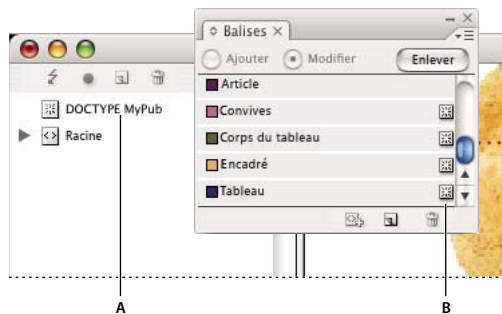 Balises
Ajouter Modifier Enlever
DOCTYPE MyPub
Racine
Article
Convives
Corps du tableau
Encadré
Tableau
A B